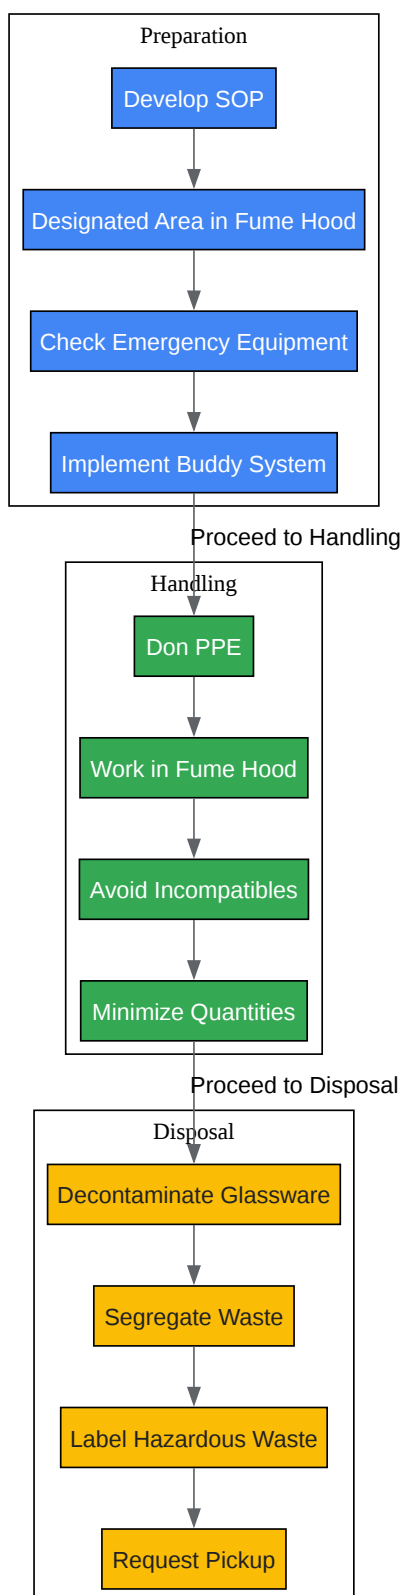 Preparation
Develop SOP
Designated Area in Fume Hood
Check Emergency Equipment
Implement Buddy System
Proceed to Handling
Handling
Don PPE
Work in Fume Hood
Avoid Incompatibles
Minimize Quantities
Proceed to Disposal
Disposal
Decontaminate Glassware
Segregate Waste
Label Hazardous Waste
Request Pickup